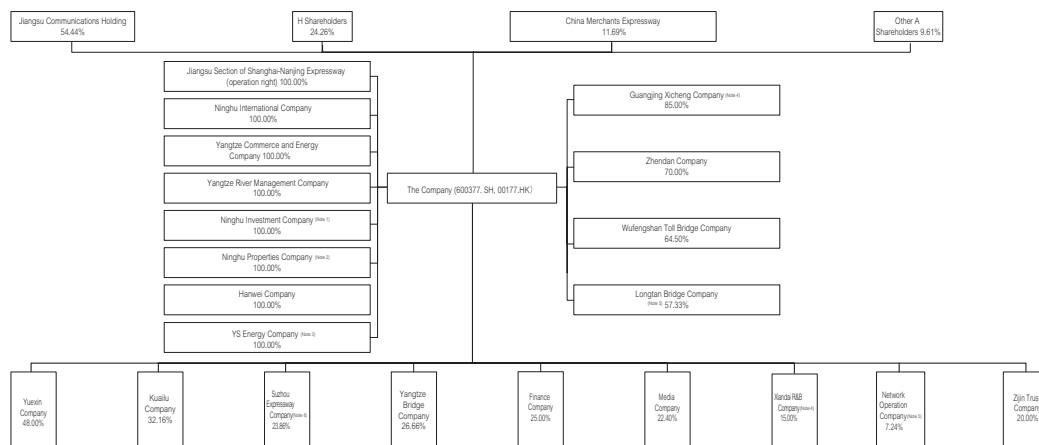 Jiangsu Communications Holding
54.44%
H Shareholders
24.26%
China Merchants Expressway
11.69%
Other A
Shareholders 9.61%
Jiangsu Section of Shanghai-Nanjing Expressway
(operation right) 100.00%
Ninghu International Company
100.00%
Yangtze Commerce and Energy
Company 100.00%
Yangtze River Management Company
100.00%
Ninghu Investment Company (Note 1)
100.00%
Ninghu Properties Company (Note 2)
100.00%
Hanwei Company
100.00%
YS Energy Company (Note 3)
100.00%
The Company (600377. SH, 00177.HK)
Guangjing Xicheng Company (Note 4)
85.00%
Zhendan Company
70.00%
Wufengshan Toll Bridge Company
64.50%
Longtan Bridge Company
(Note 5) 57.33%
Yuexin
Company
48.00%
Kuailu
Company
32.16%
Suzhou
Expressway
Company(Note 6)
23.86%
Yangtze
Bridge
Company
26.66%
Finance
Company
25.00%
Media
Company
22.40%
Xiandai R&B
Company(Note 4)
15.00%
Network
Operation
Company(Note 5)
7.24%
Zijin Trust
Company
20.00%